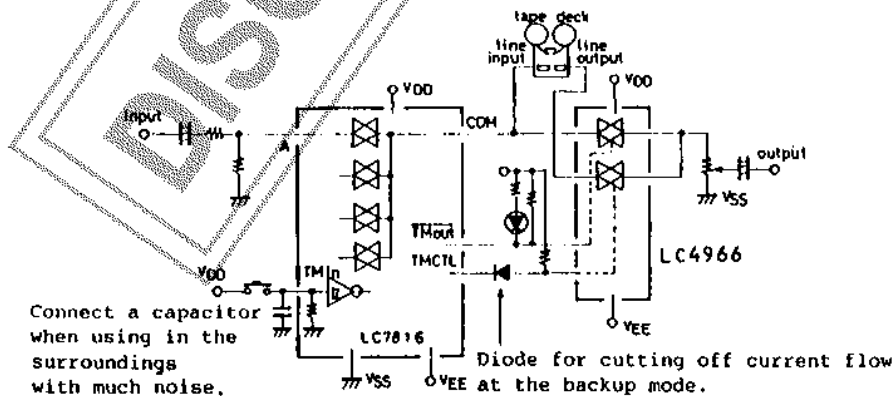 DISC
tape deck
line
input
line
output
VDD
VDD
input
A
COM
output
VSS
TMout
TMCTL
LC4966
VDD
TM
Connect a capacitor
when using in the
surroundings
with much noise.
LC7816
VSS
VEE
VEE
Diode for cutting off current flow
at the backup mode.